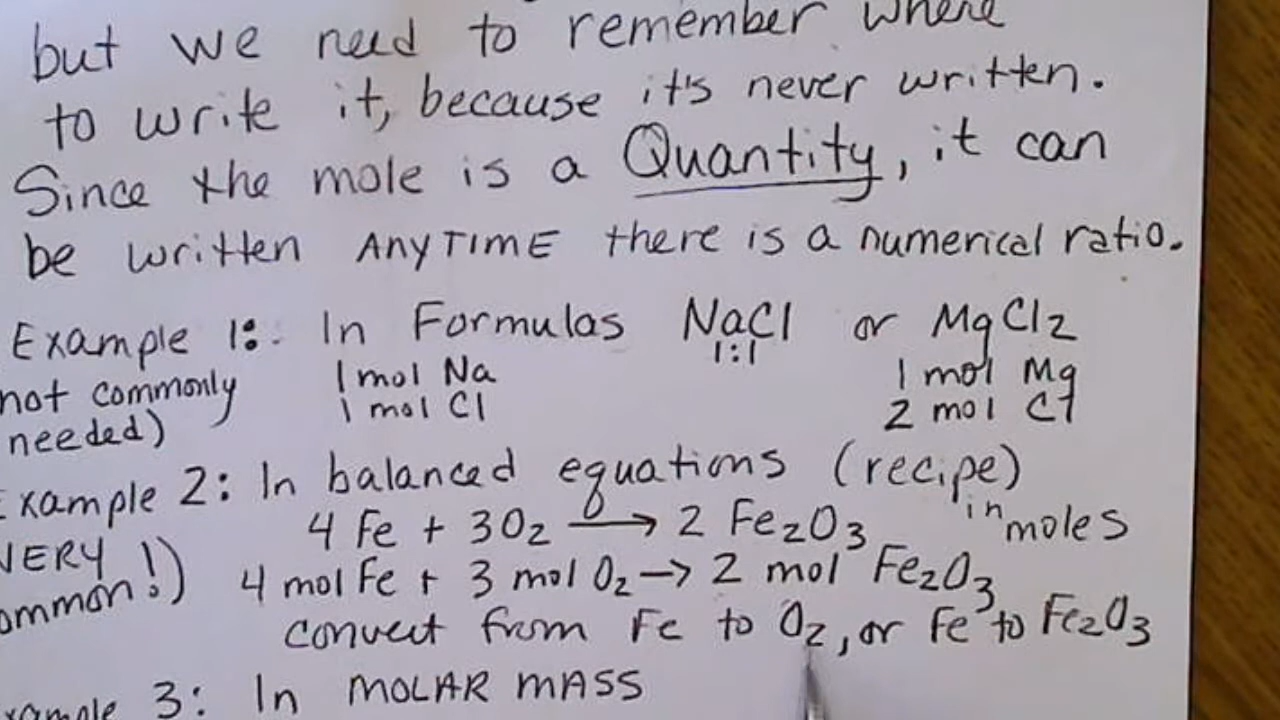 but we need to remember where
to write it, because it's never written.
Since the mole is a Quantity, it can
be written ANYTIME there is a numerical ratio.
Example 1: In Formulas NaCl or MgCl2
1:1
not commonly 1 mol Na 1 mol Mg
needed) 1 mol Cl 2 mol Cl
Example 2: In balanced equations (recipe)
in moles
VERY 4 Fe + 3O2 → 2 Fe2O3
ommon!) 4 mol Fe + 3 mol O2 → 2 mol Fe2O3
convert from Fe to O2, or Fe to Fe2O3
xample 3: In MOLAR MASS